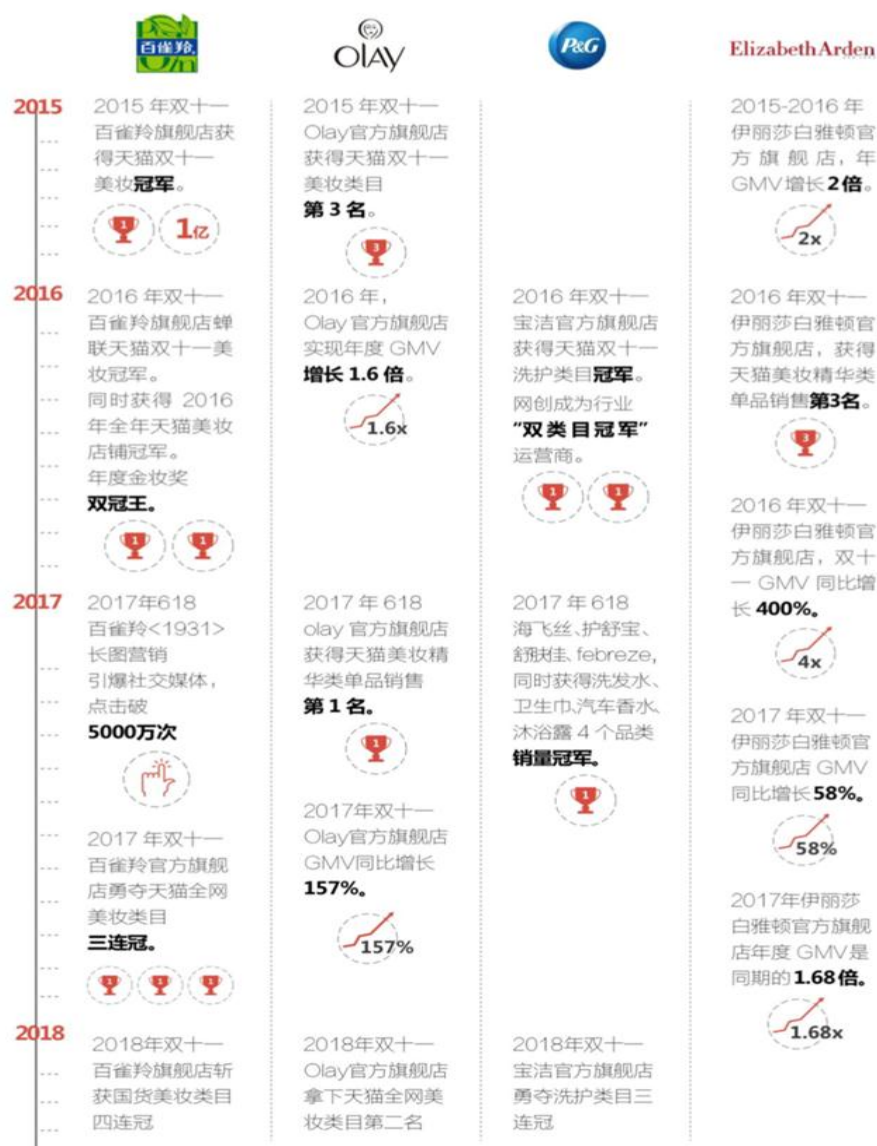 百雀羚
OLAY
P&G
Elizabeth Arden
2015
2015 年双十一
百雀羚旗舰店获
得天猫双十一
美妆冠军。
1
1亿
2015 年双十一
Olay官方旗舰店
获得天猫双十一
美妆类目
第 3 名。
3
2015-2016 年
伊丽莎白雅顿官
方旗舰店，年
GMV增长2倍。
2x
2016
2016 年双十一
百雀羚旗舰店蝉
联天猫双十一美
妆冠军。
同时获得 2016
年全年天猫美妆
店铺冠军。
年度金妆奖
双冠王。
1
1
2016 年，
Olay 官方旗舰店
实现年度 GMV
增长 1.6 倍。
1.6x
2016 年双十一
宝洁官方旗舰店
获得天猫双十一
洗护类目冠军。
网创成为行业
“双类目冠军”
运营商。
1
1
2016 年双十一
伊丽莎白雅顿官
方旗舰店，获得
天猫美妆精华类
单品销售第3名。
3
2016 年双十一
伊丽莎白雅顿官
方旗舰店，双十
一 GMV 同比增
长 400%。
4x
2017
2017年618
百雀羚<1931>
长图营销
引爆社交媒体，
点击破
5000万次
2017 年双十一
百雀羚官方旗舰
店勇夺天猫全网
美妆类目
三连冠。
1
1
1
2017 年 618
olay 官方旗舰店
获得天猫美妆精
华类单品销售
第 1 名。
1
2017年双十一
Olay官方旗舰店
GMV同比增长
157%。
157%
2017 年 618
海飞丝、护舒宝、
舒肤佳、febreze，
同时获得洗发水、
卫生巾、汽车香水、
沐浴露 4 个品类
销量冠军。
1
2017 年双十一
伊丽莎白雅顿官
方旗舰店 GMV
同比增长 58%。
58%
2017年伊丽莎
白雅顿官方旗舰
店年度 GMV是
同期的 1.68倍。
1.68x
2018
2018年双十一
百雀羚旗舰店斩
获国货美妆类目
四连冠
2018年双十一
Olay官方旗舰店
拿下天猫全网美
妆类目第二名
2018年双十一
宝洁官方旗舰店
勇夺洗护类目三
连冠